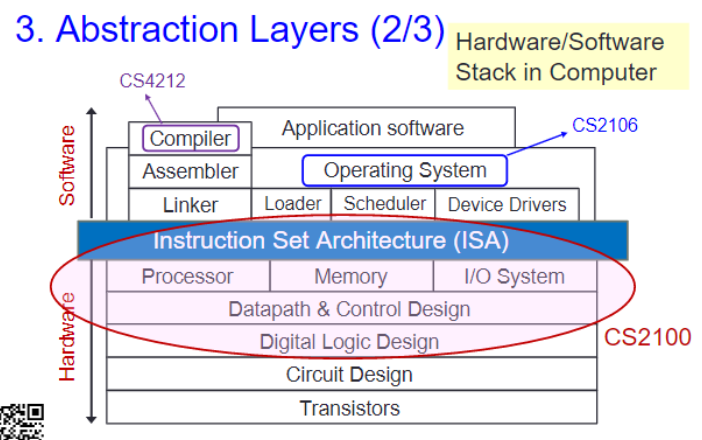 3. Abstraction Layers (2/3)
Hardware/Software
Stack in Computer
CS4212
Application software
CS2106
Compiler
Assembler
Operating System
Linker
Loader
Scheduler
Device Drivers
Software
Instruction Set Architecture (ISA)
Processor
Memory
I/O System
Datapath & Control Design
Digital Logic Design
CS2100
Circuit Design
Transistors
Hardware